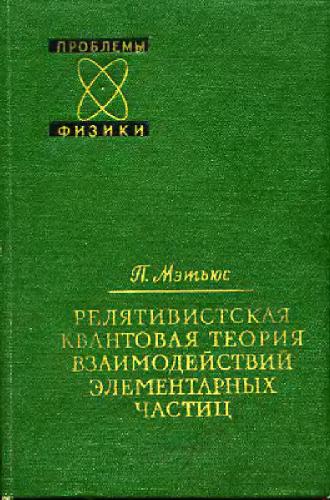 ПРОБЛЕМЫ
ФИЗИКИ
П. Мэтьюс
РЕЛЯТИВИСТСКАЯ
КВАНТОВАЯ ТЕОРИЯ
ВЗАИМОДЕЙСТВИЙ
ЭЛЕМЕНТАРНЫХ
ЧАСТИЦ